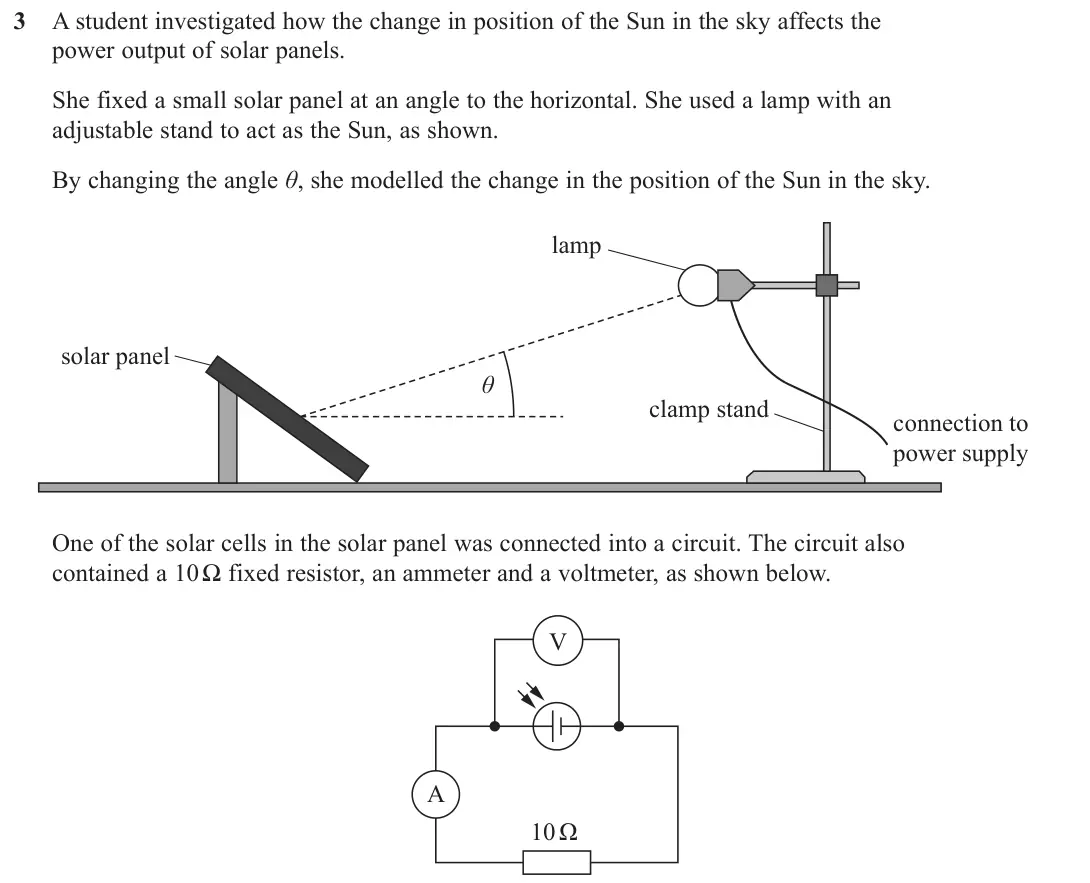 3 A student investigated how the change in position of the Sun in the sky affects the
power output of solar panels.
She fixed a small solar panel at an angle to the horizontal. She used a lamp with an
adjustable stand to act as the Sun, as shown.
By changing the angle θ, she modelled the change in the position of the Sun in the sky.
lamp
solar panel
θ
clamp stand
connection to
power supply
One of the solar cells in the solar panel was connected into a circuit. The circuit also
contained a 10 Ω fixed resistor, an ammeter and a voltmeter, as shown below.
V
A
10 Ω